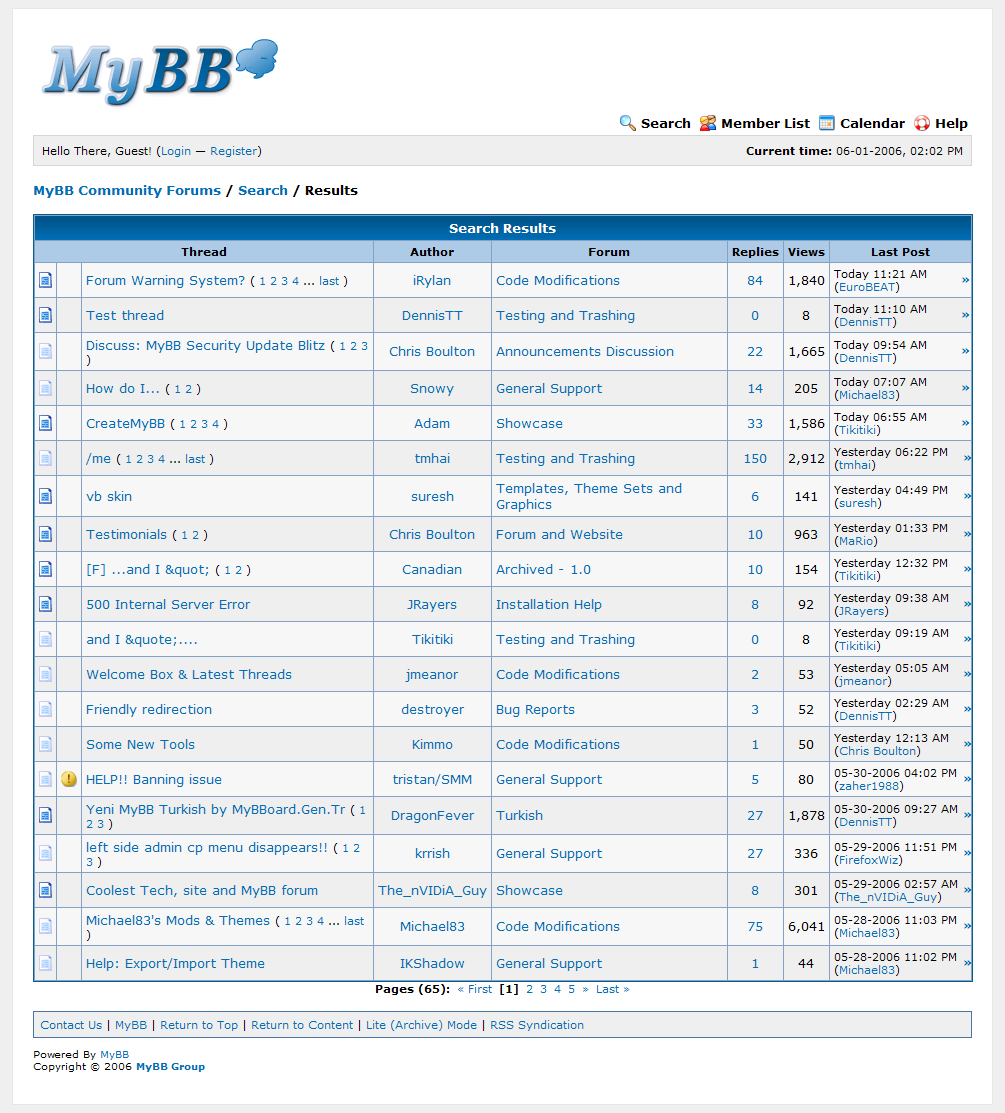 MyBB
Search Member List Calendar Help
Hello There, Guest! (Login — Register) Current time: 06-01-2006, 02:02 PM
MyBB Community Forums / Search / Results
Search Results
Thread Author Forum Replies Views Last Post
Forum Warning System? ( 1 2 3 4 ... last ) iRylan Code Modifications 84 1,840 Today 11:21 AM
(EuroBEAT) »
Test thread DennisTT Testing and Trashing 0 8 Today 11:10 AM
(DennisTT) »
Discuss: MyBB Security Update Blitz ( 1 2 3
) Chris Boulton Announcements Discussion 22 1,665 Today 09:54 AM
(DennisTT) »
How do I... ( 1 2 ) Snowy General Support 14 205 Today 07:07 AM
(Michael83) »
CreateMyBB ( 1 2 3 4 ) Adam Showcase 33 1,586 Today 06:55 AM
(Tikitiki) »
/me ( 1 2 3 4 ... last ) tmhai Testing and Trashing 150 2,912 Yesterday 06:22 PM
(tmhai) »
vb skin suresh Templates, Theme Sets and
Graphics 6 141 Yesterday 04:49 PM
(suresh) »
Testimonials ( 1 2 ) Chris Boulton Forum and Website 10 963 Yesterday 01:33 PM
(MaRio) »
[F] ...and I &quot; ( 1 2 ) Canadian Archived - 1.0 10 154 Yesterday 12:32 PM
(Tikitiki) »
500 Internal Server Error JRayers Installation Help 8 92 Yesterday 09:38 AM
(JRayers) »
and I &quote;.... Tikitiki Testing and Trashing 0 8 Yesterday 09:19 AM
(Tikitiki) »
Welcome Box & Latest Threads jmeanor Code Modifications 2 53 Yesterday 05:05 AM
(jmeanor) »
Friendly redirection destroyer Bug Reports 3 52 Yesterday 02:29 AM
(DennisTT) »
Some New Tools Kimmo Code Modifications 1 50 Yesterday 12:13 AM
(Chris Boulton) »
HELP!! Banning issue tristan/SMM General Support 5 80 05-30-2006 04:02 PM
(zaher1988) »
Yeni MyBB Turkish by MyBBoard.Gen.Tr ( 1
2 3 ) DragonFever Turkish 27 1,878 05-30-2006 09:27 AM
(DennisTT) »
left side admin cp menu disappears!! ( 1 2
3 ) krrish General Support 27 336 05-29-2006 11:51 PM
(FirefoxWiz) »
Coolest Tech, site and MyBB forum The_nVIDiA_Guy Showcase 8 301 05-29-2006 02:57 AM
(The_nVIDiA_Guy) »
Michael83's Mods & Themes ( 1 2 3 4 ... last
) Michael83 Code Modifications 75 6,041 05-28-2006 11:03 PM
(Michael83) »
Help: Export/Import Theme IKShadow General Support 1 44 05-28-2006 11:02 PM
(Michael83) »
Pages (65): « First [1] 2 3 4 5 » Last »
Contact Us | MyBB | Return to Top | Return to Content | Lite (Archive) Mode | RSS Syndication
Powered By MyBB
Copyright © 2006 MyBB Group